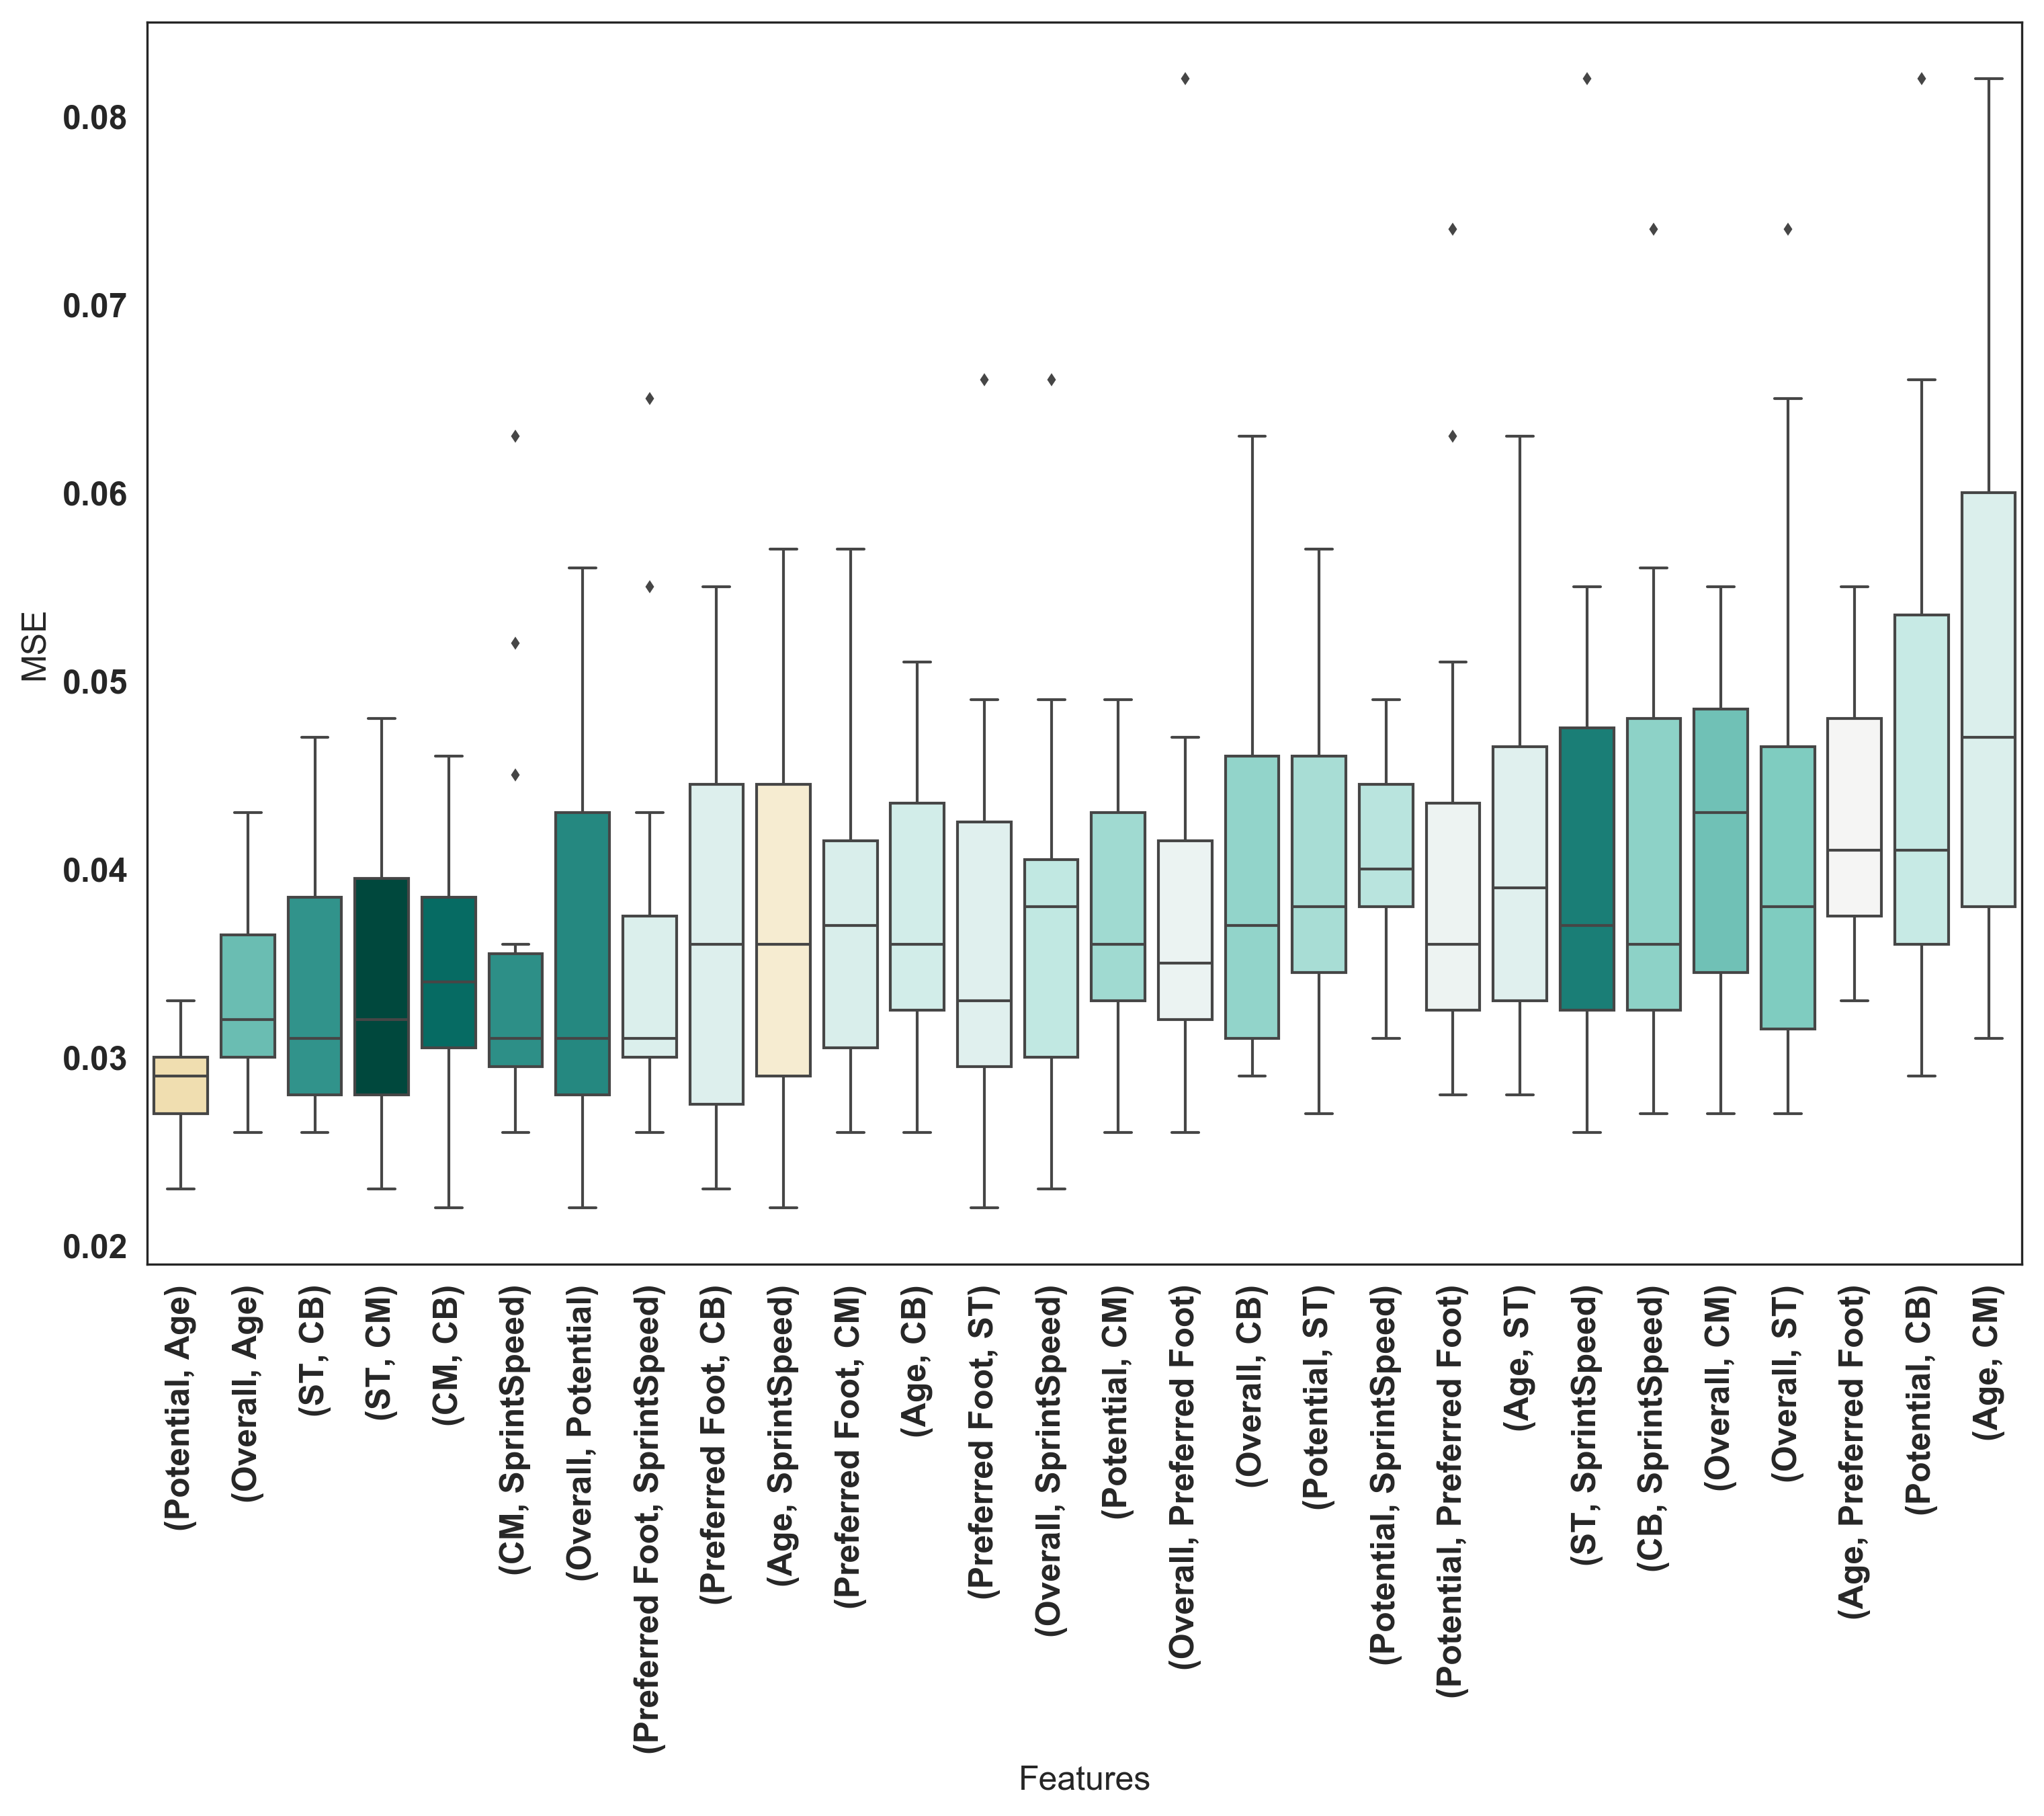 0.08
0.07
0.06
0.05
0.04
0.03
0.02
MSE
(Potential, Age)
(Overall, Age)
(ST, CB)
(ST, CM)
(CM, CB)
(CM, SprintSpeed)
(Overall, Potential)
(Preferred Foot, SprintSpeed)
(Preferred Foot, CB)
(Age, SprintSpeed)
(Preferred Foot, CM)
(Age, CB)
(Preferred Foot, ST)
(Overall, SprintSpeed)
(Potential, CM)
(Overall, Preferred Foot)
(Overall, CB)
(Potential, ST)
(Potential, SprintSpeed)
(Potential, Preferred Foot)
(Age, ST)
(ST, SprintSpeed)
(CB, SprintSpeed)
(Overall, CM)
(Overall, ST)
(Age, Preferred Foot)
(Potential, CB)
(Age, CM)
Features